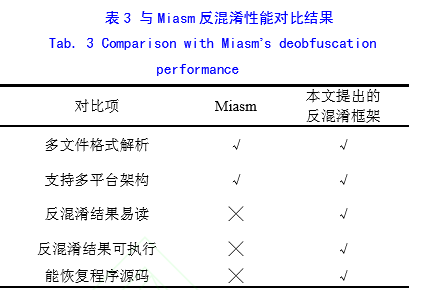 表 3 与 Miasm 反混淆性能对比结果
Tab. 3 Comparison with Miasm's deobfuscation
performance
对比项 Miasm 本文提出的
反混淆框架
多文件格式解析 √ √
支持多平台架构 √ √
反混淆结果易读 × √
反混淆结果可执行 × √
能恢复程序源码 × √